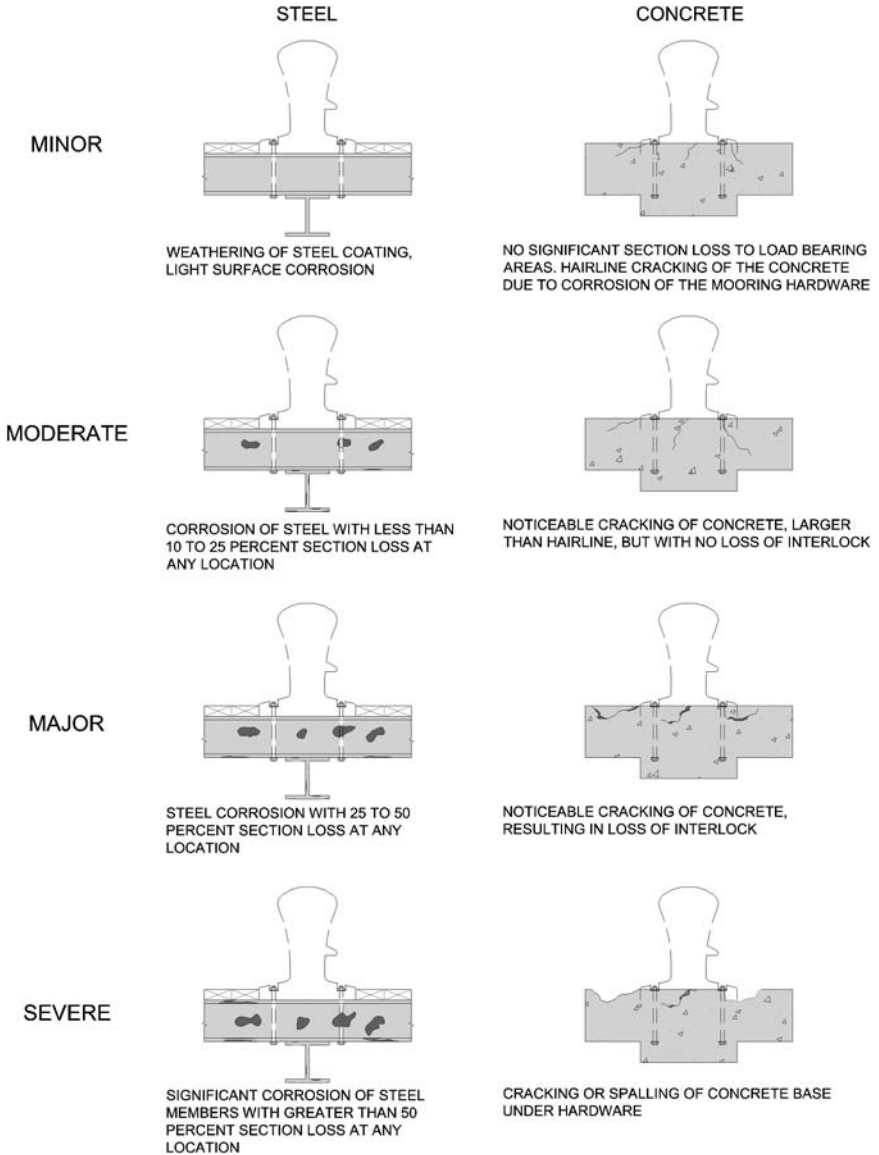 STEEL
CONCRETE
MINOR
WEATHERING OF STEEL COATING,
LIGHT SURFACE CORROSION
NO SIGNIFICANT SECTION LOSS TO LOAD BEARING
AREAS. HAIRLINE CRACKING OF THE CONCRETE
DUE TO CORROSION OF THE MOORING HARDWARE
MODERATE
CORROSION OF STEEL WITH LESS THAN
10 TO 25 PERCENT SECTION LOSS AT
ANY LOCATION
NOTICEABLE CRACKING OF CONCRETE, LARGER
THAN HAIRLINE, BUT WITH NO LOSS OF INTERLOCK
MAJOR
STEEL CORROSION WITH 25 TO 50
PERCENT SECTION LOSS AT ANY
LOCATION
NOTICEABLE CRACKING OF CONCRETE,
RESULTING IN LOSS OF INTERLOCK
SEVERE
SIGNIFICANT CORROSION OF STEEL
MEMBERS WITH GREATER THAN 50
PERCENT SECTION LOSS AT ANY
LOCATION
CRACKING OR SPALLING OF CONCRETE BASE
UNDER HARDWARE